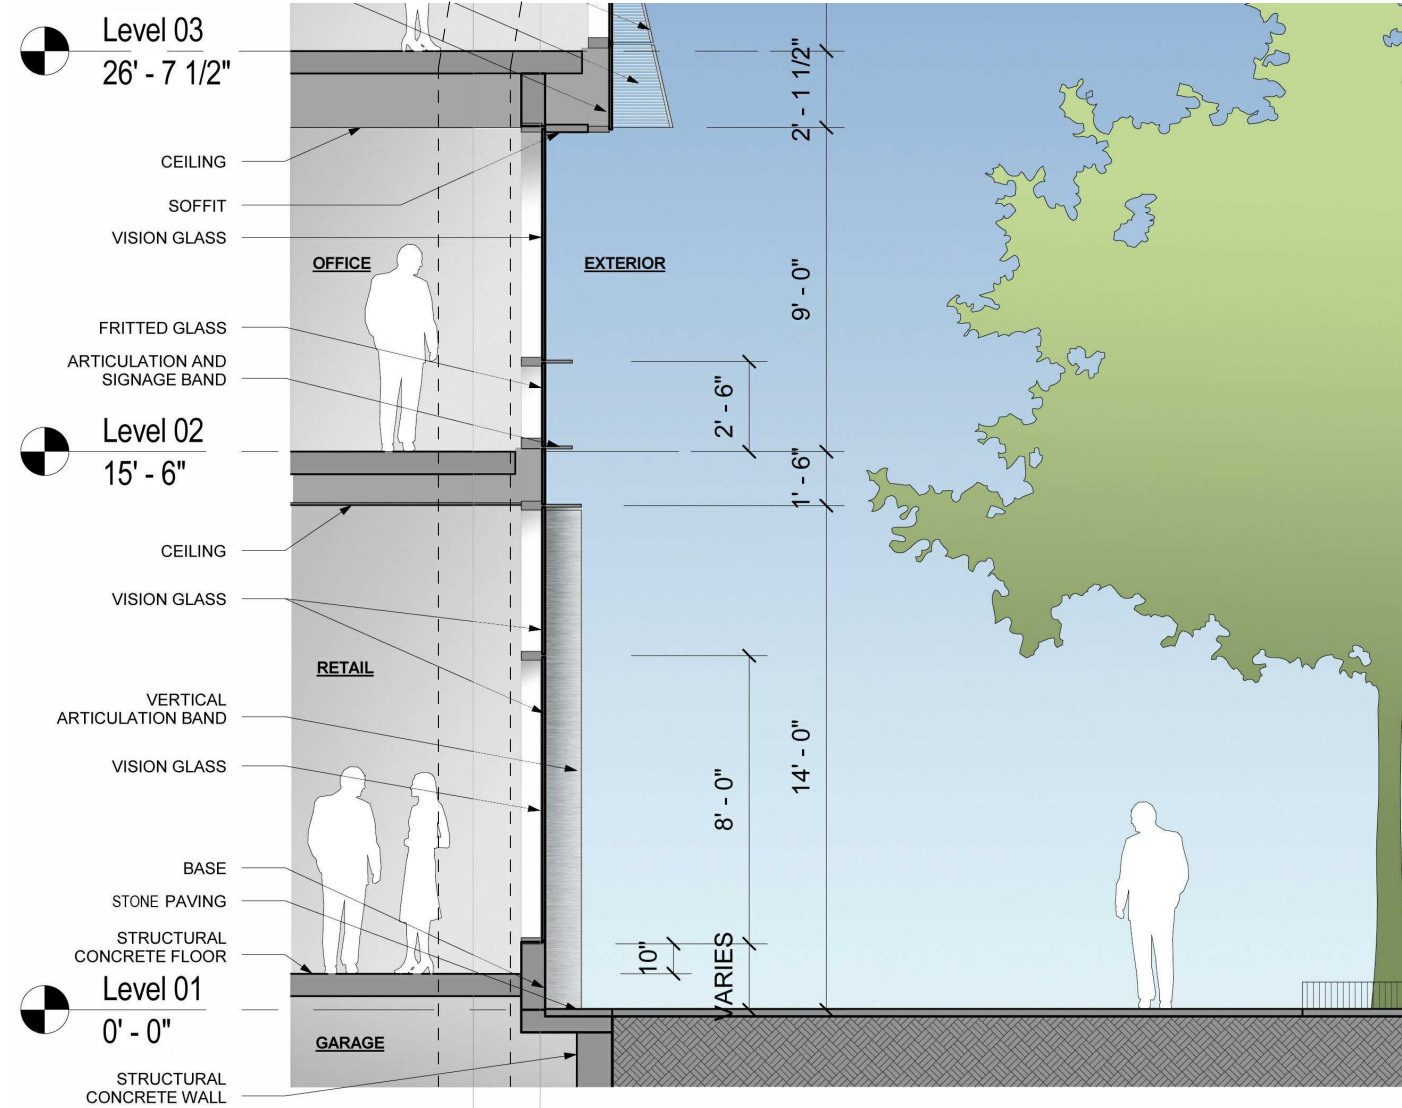 Level 03
26' - 7 1/2"
2' - 1 1/2"
CEILING
SOFFIT
VISION GLASS
OFFICE
EXTERIOR
9' - 0"
FRITTED GLASS
ARTICULATION AND
SIGNAGE BAND
2' - 6"
Level 02
15' - 6"
1' - 6"
CEILING
VISION GLASS
RETAIL
VERTICAL
ARTICULATION BAND
VISION GLASS
8' - 0"
14' - 0"
BASE
STONE PAVING
STRUCTURAL
CONCRETE FLOOR
10"
VARIES
Level 01
0' - 0"
GARAGE
STRUCTURAL
CONCRETE WALL